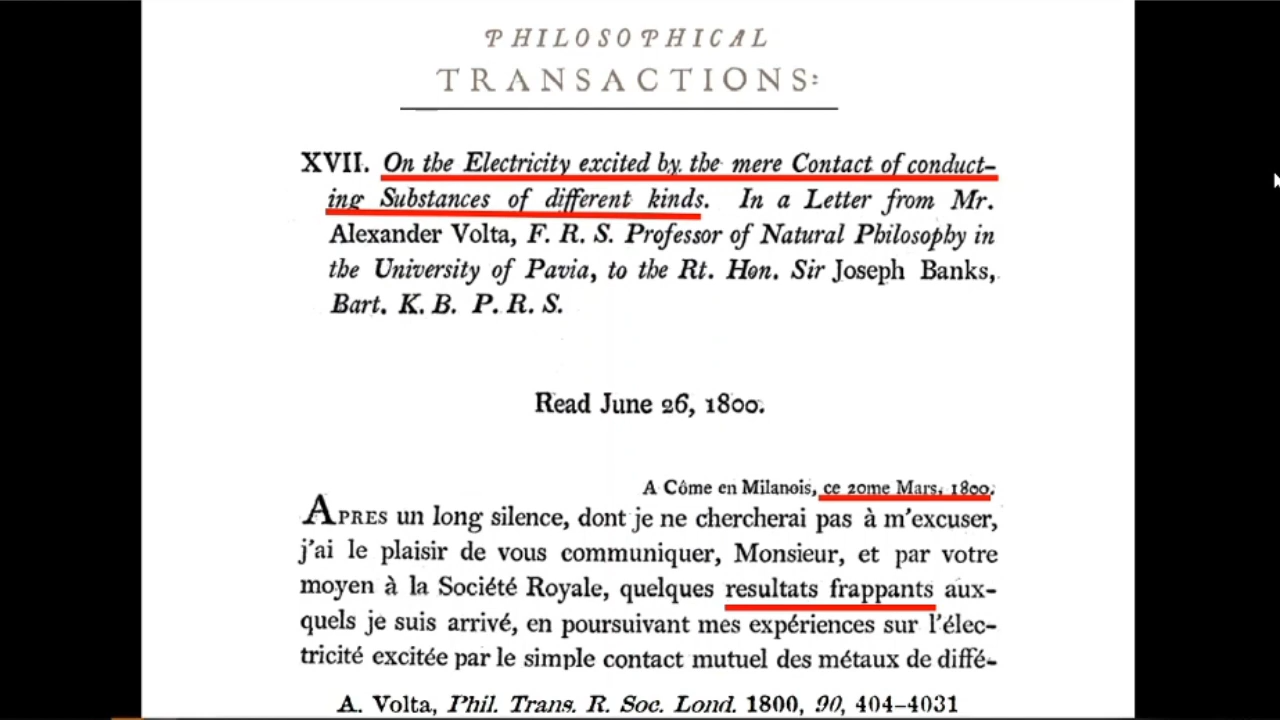 PHILOSOPHICAL
TRANSACTIONS:
XVII. On the Electricity excited by the mere Contact of conduct-
ing Substances of different kinds. In a Letter from Mr.
Alexander Volta, F. R. S. Professor of Natural Philosophy in
the University of Pavia, to the Rt. Hon. Sir Joseph Banks,
Bart. K. B. P. R. S.
Read June 26, 1800.
A Côme en Milanois, ce 20me Mars, 1800.
APRES un long silence, dont je ne chercherai pas à m'excuser,
j'ai le plaisir de vous communiquer, Monsieur, et par votre
moyen à la Société Royale, quelques resultats frappants aux-
quels je suis arrivé, en poursuivant mes expériences sur l'élec-
tricité excitée par le simple contact mutuel des métaux de diffé-
A. Volta, Phil. Trans. R. Soc. Lond. 1800, 90, 404–4031